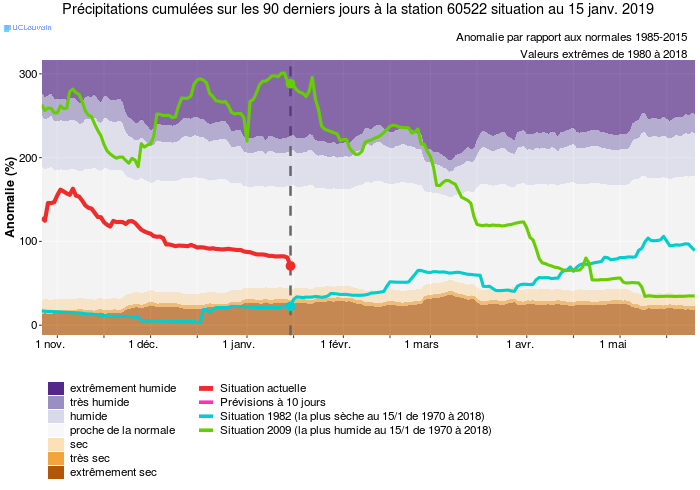 Précipitations cumulées sur les 90 derniers jours à la station 60522 situation au 15 janv. 2019
UCLouvain
Anomalie par rapport aux normales 1985-2015
Valeurs extrêmes de 1980 à 2018
Anomalie (%)
300
200
100
0
1 nov. 1 déc. 1 janv. 1 févr. 1 mars 1 avr. 1 mai
extrêmement humide
très humide
humide
proche de la normale
sec
très sec
extrêmement sec
Situation actuelle
Prévisions à 10 jours
Situation 1982 (la plus sèche au 15/1 de 1970 à 2018)
Situation 2009 (la plus humide au 15/1 de 1970 à 2018)